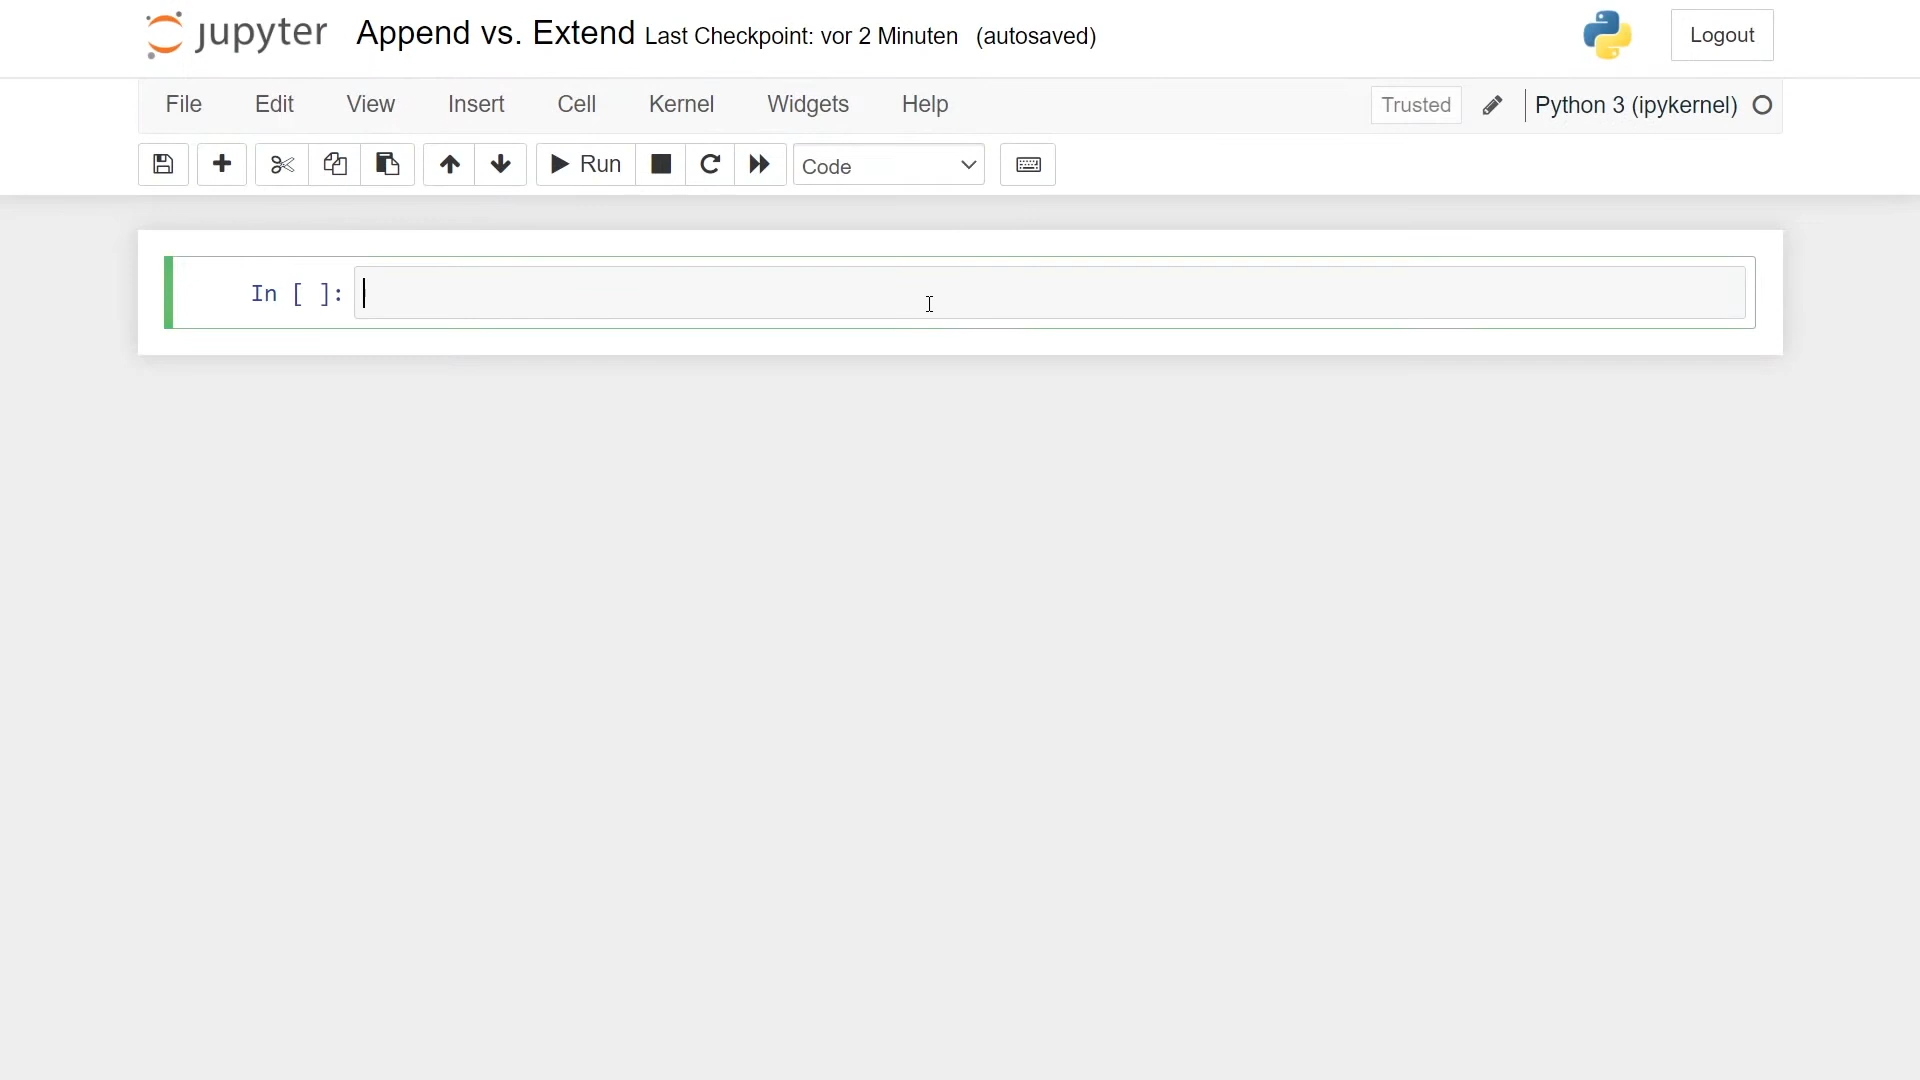 jupyter Append vs. Extend Last Checkpoint: vor 2 Minuten (autosaved) Logout
File Edit View Insert Cell Kernel Widgets Help Trusted Python 3 (ipykernel)
Run Code
In [ ]: